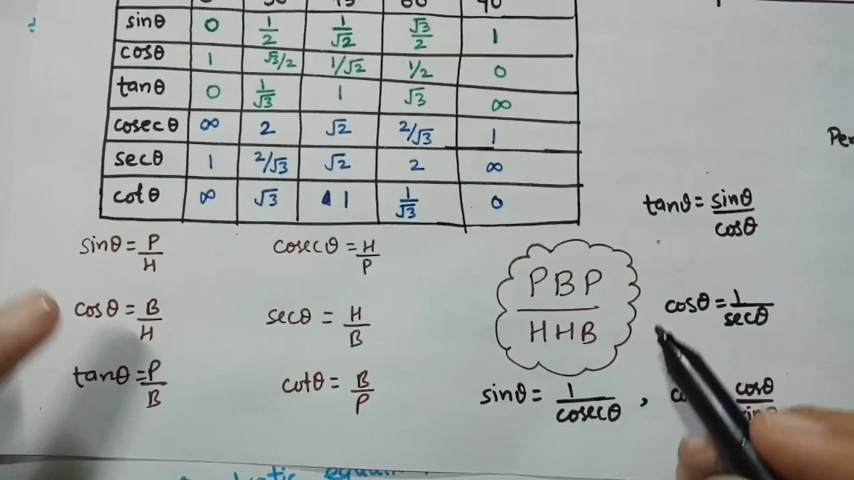 sinθ 0 1/2 1/√2 √3/2 1
cosθ 1 √3/2 1/√2 1/2 0
tanθ 0 1/√3 1 √3 ∞
cosecθ ∞ 2 √2 2/√3 1
secθ 1 2/√3 √2 2 ∞
cotθ ∞ √3 1 1/√3 0
sinθ = P/H cosecθ = H/P
cosθ = B/H secθ = H/B
tanθ = P/B cotθ = B/P
PBP
HHB
tanθ = sinθ/cosθ
cosθ = 1/secθ
sinθ = 1/cosecθ , cosθ